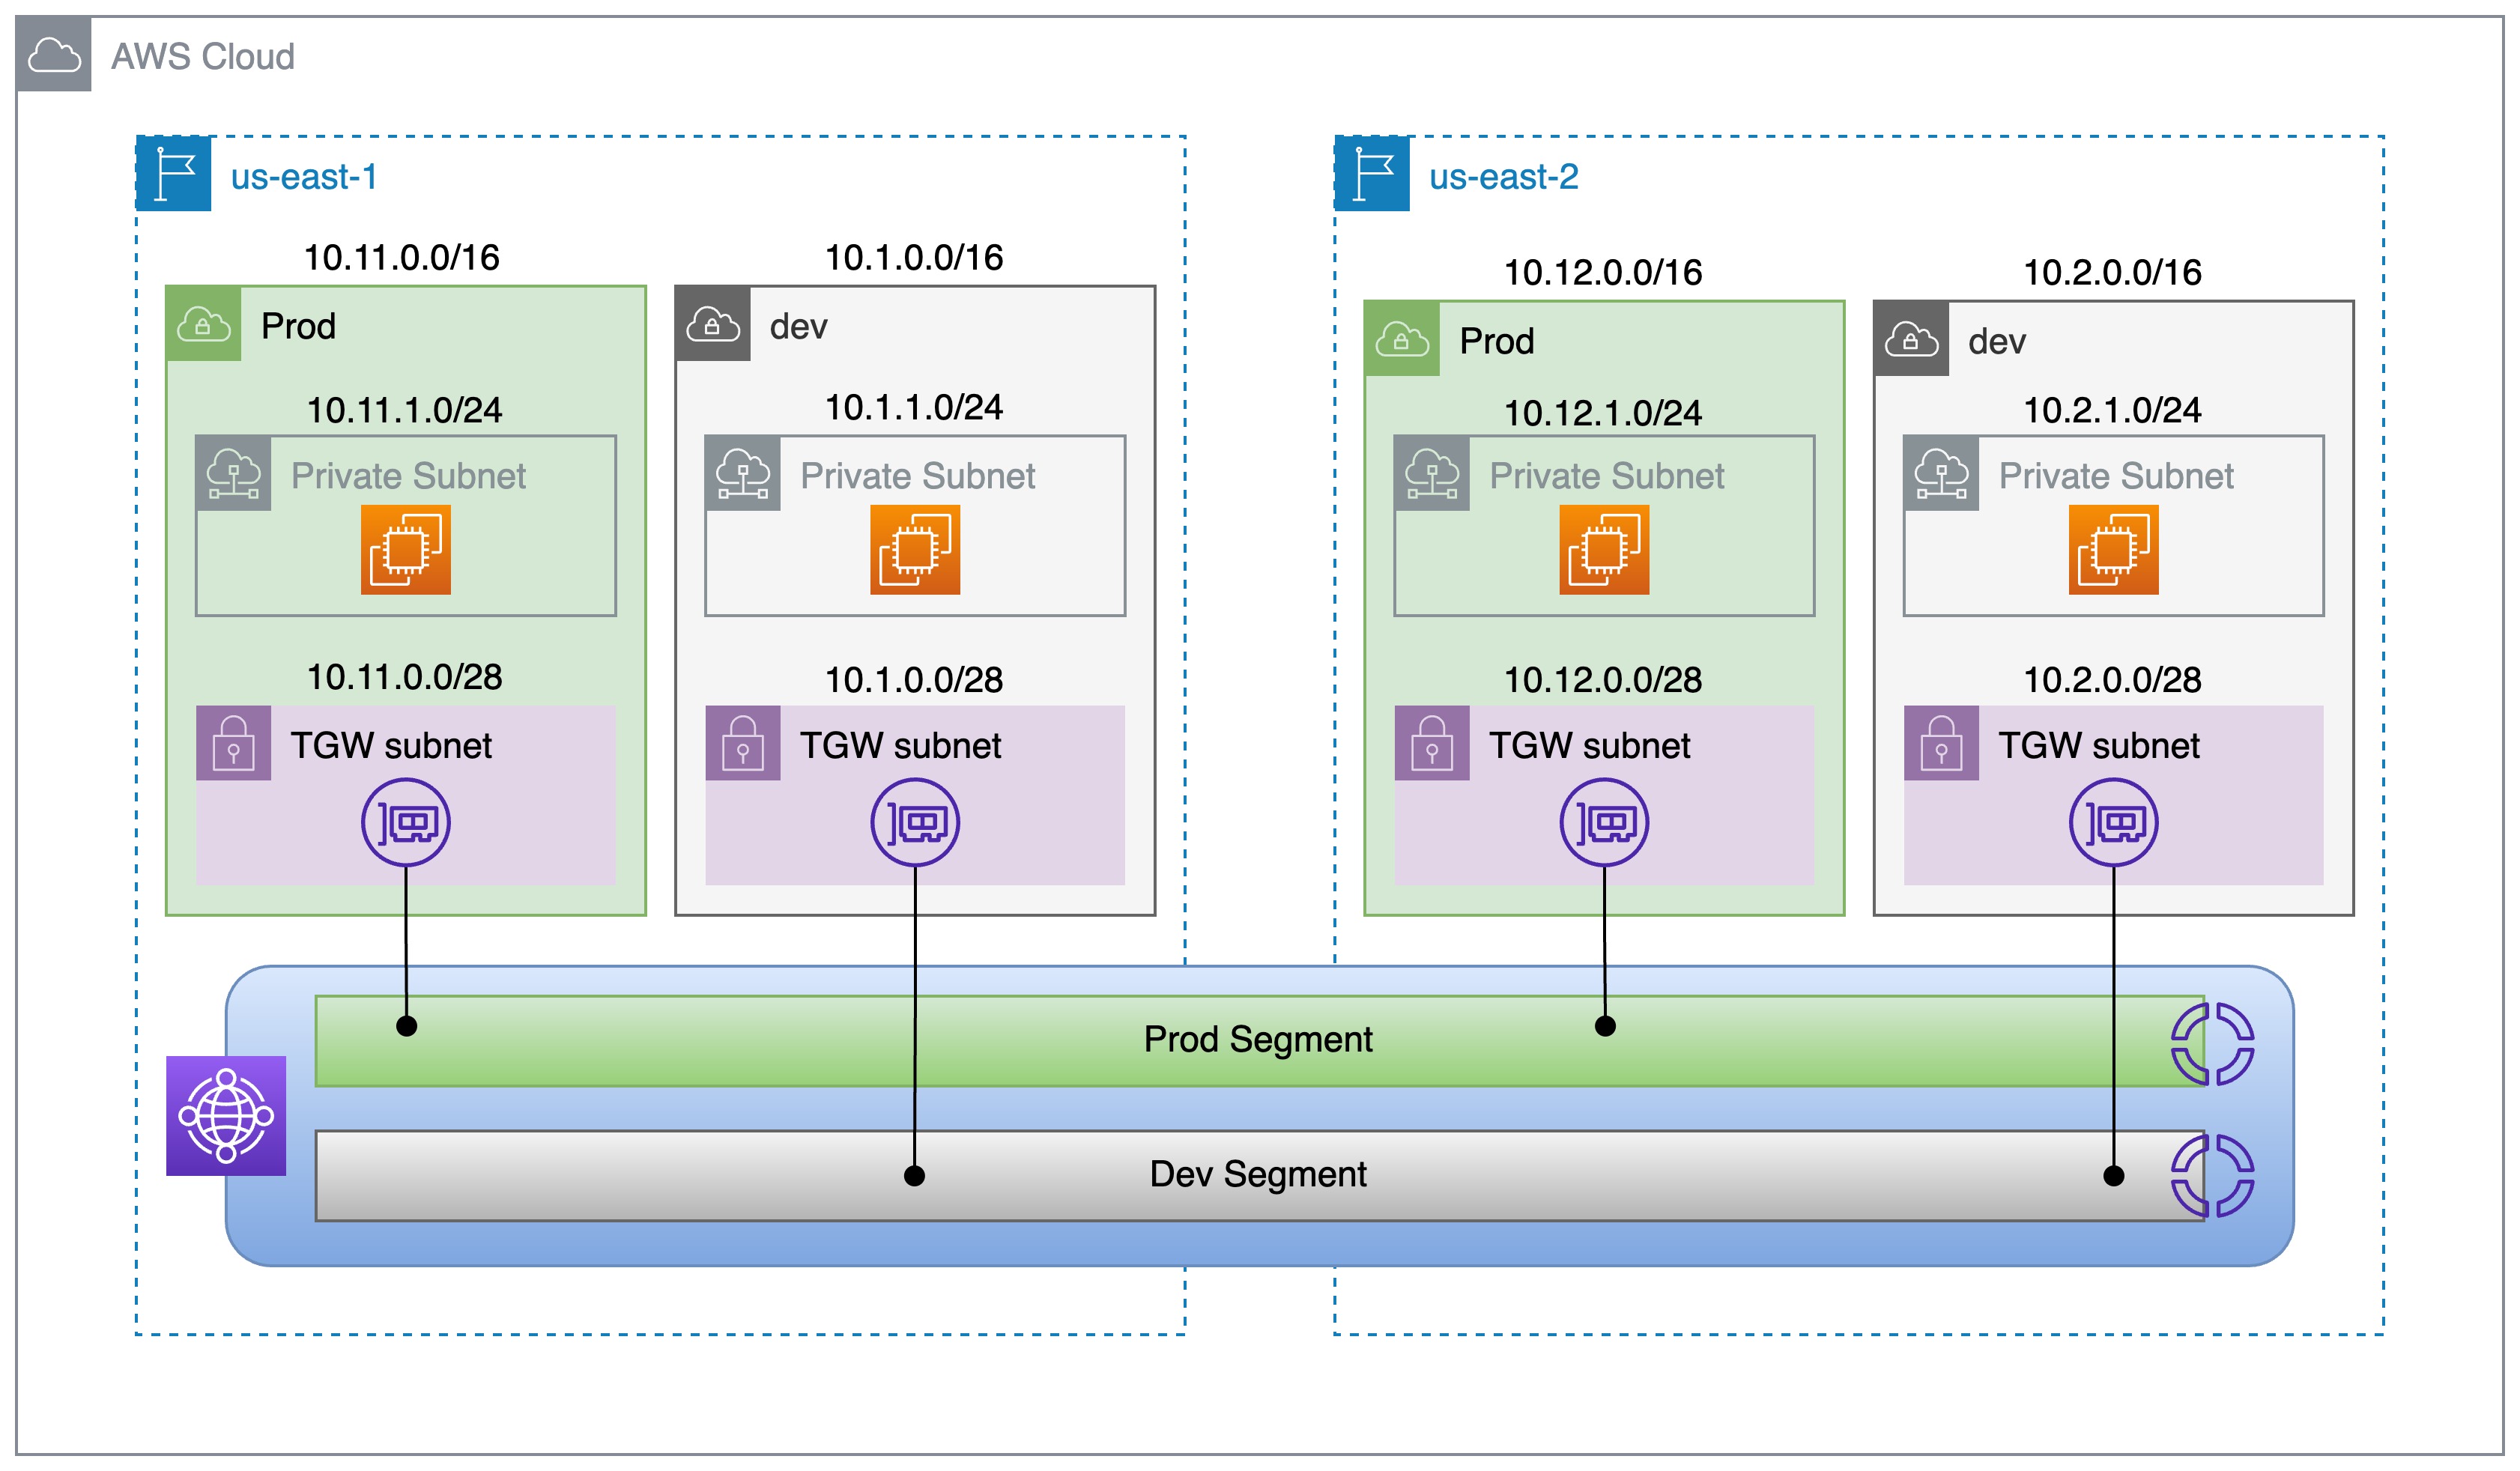 AWS Cloud
us-east-1
10.11.0.0/16
Prod
10.11.1.0/24
Private Subnet
10.11.0.0/28
TGW subnet
10.1.0.0/16
dev
10.1.1.0/24
Private Subnet
10.1.0.0/28
TGW subnet
us-east-2
10.12.0.0/16
Prod
10.12.1.0/24
Private Subnet
10.12.0.0/28
TGW subnet
10.2.0.0/16
dev
10.2.1.0/24
Private Subnet
10.2.0.0/28
TGW subnet
Prod Segment
Dev Segment